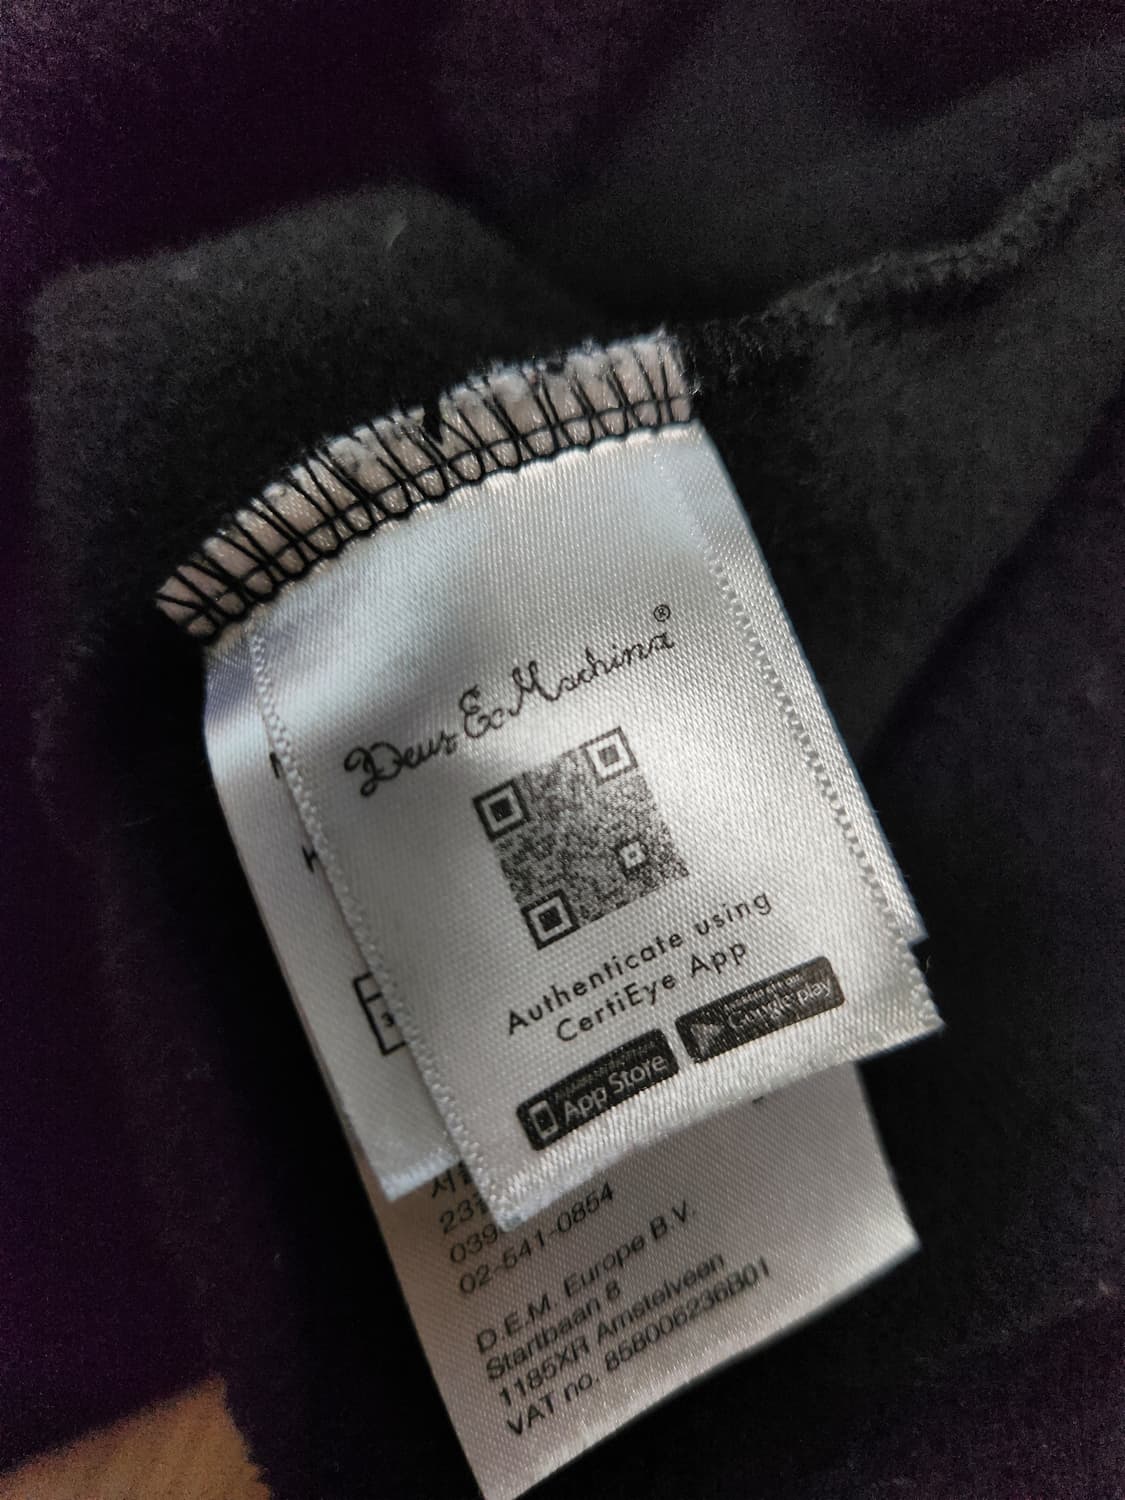 Deus Ex Machina®
Authenticate using
CertiEye App
App Store
Google play
02-541-0854
D.E.M. Europe B.V.
Startbaan 8
1185XR Amstelveen
VAT no. 858006236B01